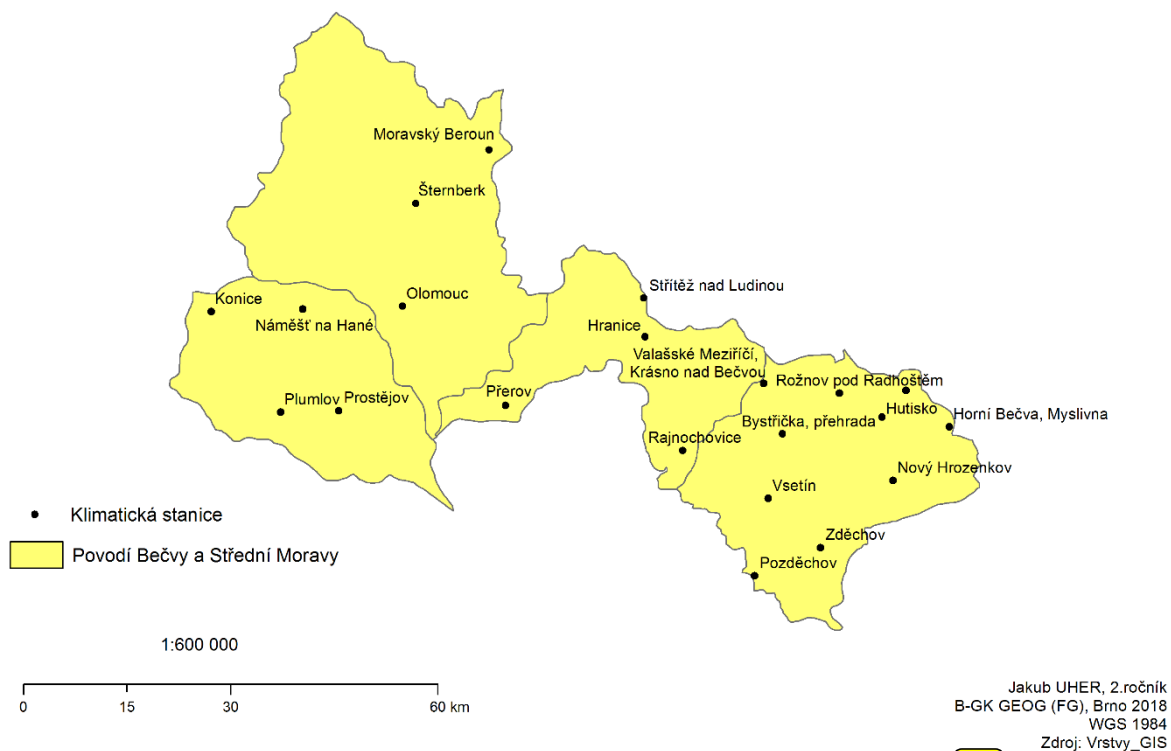 Moravský Beroun
Šternberk
Střítěž nad Ludinou
Konice
Olomouc
Náměšť na Hané
Hranice
Valašské Meziříčí,
Krásno nad Bečvou
Rožnov pod Radhoštěm
Přerov
Plumlov
Prostějov
Hutisko
Horní Bečva, Myslivna
Bystřička, přehrada
Rajnochovice
Nový Hrozenkov
Vsetín
Zděchov
Pozděchov
Klimatická stanice
Povodí Bečvy a Střední Moravy
1:600 000
0 15 30 60 km
Jakub UHER, 2.ročník
B-GK GEOG (FG), Brno 2018
WGS 1984
Zdroj: Vrstvy_GIS